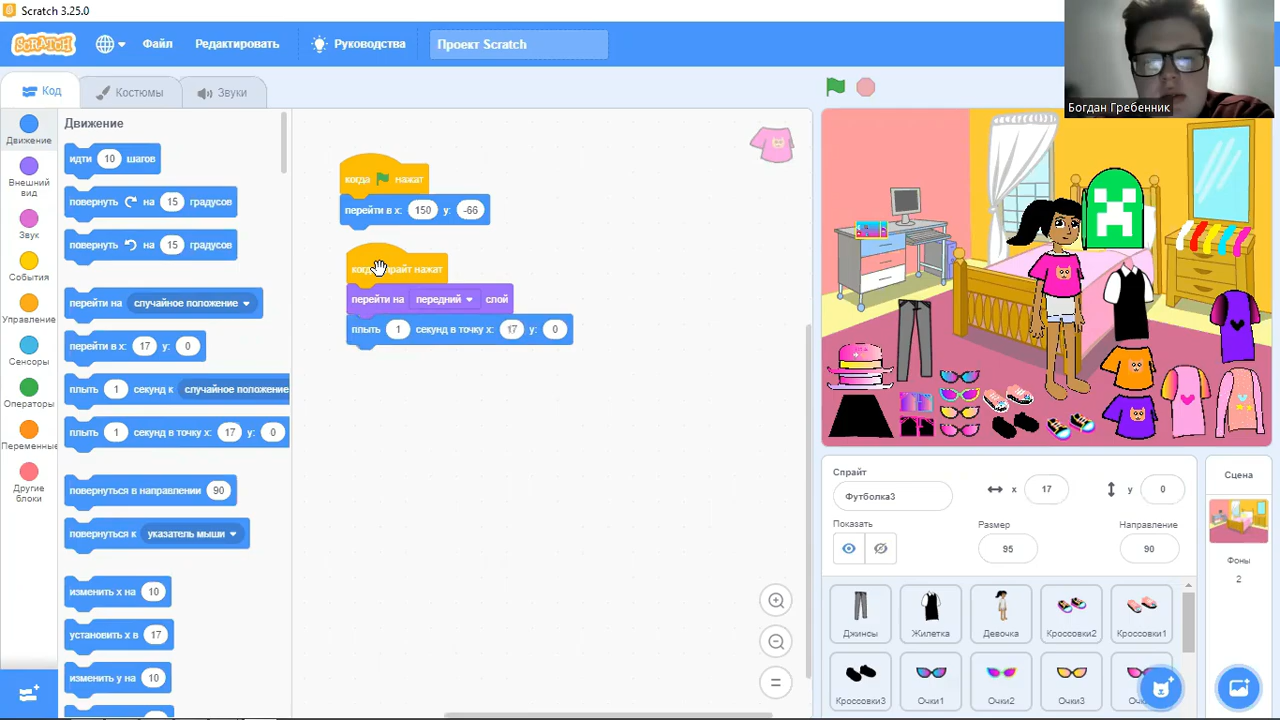 Scratch 3.25.0
SCRATCH
Файл
Редактировать
Руководства
Проект Scratch
Богдан Гребенник
Код
Костюмы
Звуки
Движение
Внешний вид
Звук
События
Управление
Сенсоры
Операторы
Переменные
Другие блоки
Движение
идти 10 шагов
повернуть на 15 градусов
повернуть на 15 градусов
перейти на случайное положение
перейти в x: 17 y: 0
плыть 1 секунд к случайное положение
плыть 1 секунд в точку x: 17 y: 0
повернуться в направлении 90
повернуться к указатель мыши
изменить x на 10
установить x в 17
изменить y на 10
когда нажат
перейти в x: 150 y: -66
нажат
перейти на передний слой
плыть 1 секунд в точку x: 17 y: 0
Спрайт
Футболка3
x 17
y 0
Показать
Размер
95
Направление
90
Сцена
Фоны
2
Джинсы
Жилетка
Девочка
Кроссовки2
Кроссовки1
Кроссовки3
Очки1
Очки2
Очки3